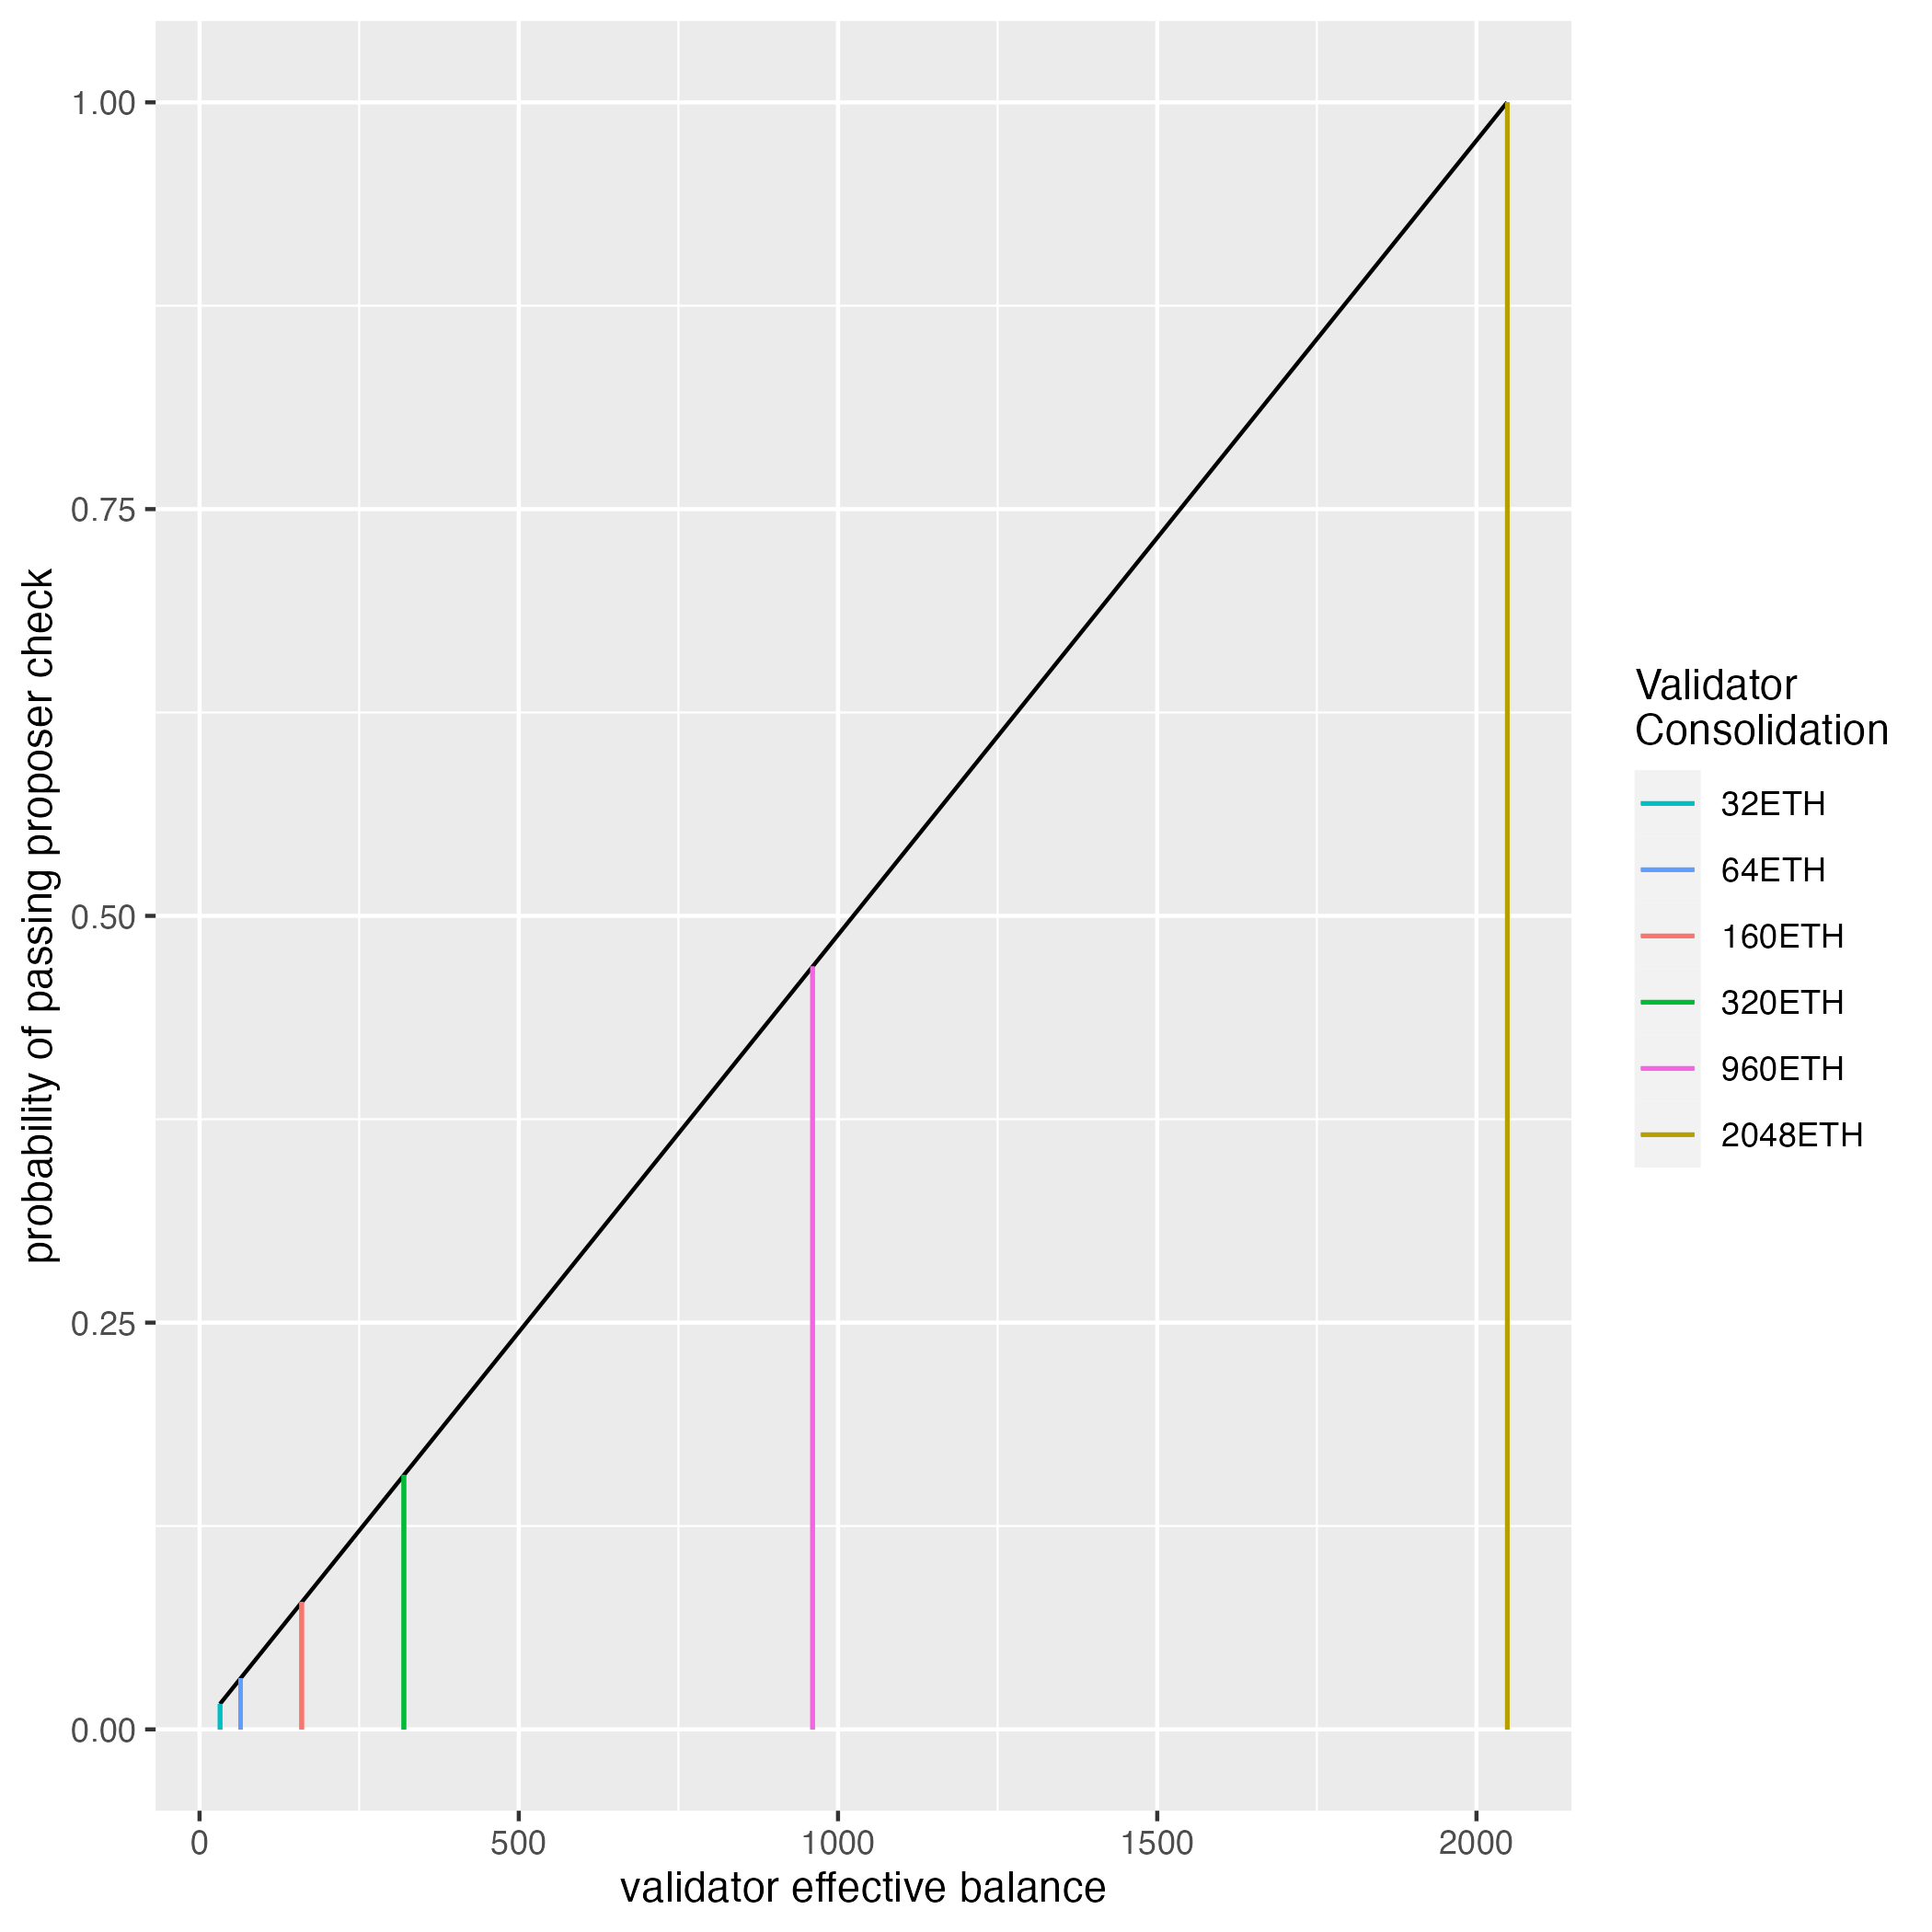 probability of passing proposer check
1.00
0.75
0.50
0.25
0.00
0
500
1000
1500
2000
validator effective balance
Validator
Consolidation
32ETH
64ETH
160ETH
320ETH
960ETH
2048ETH